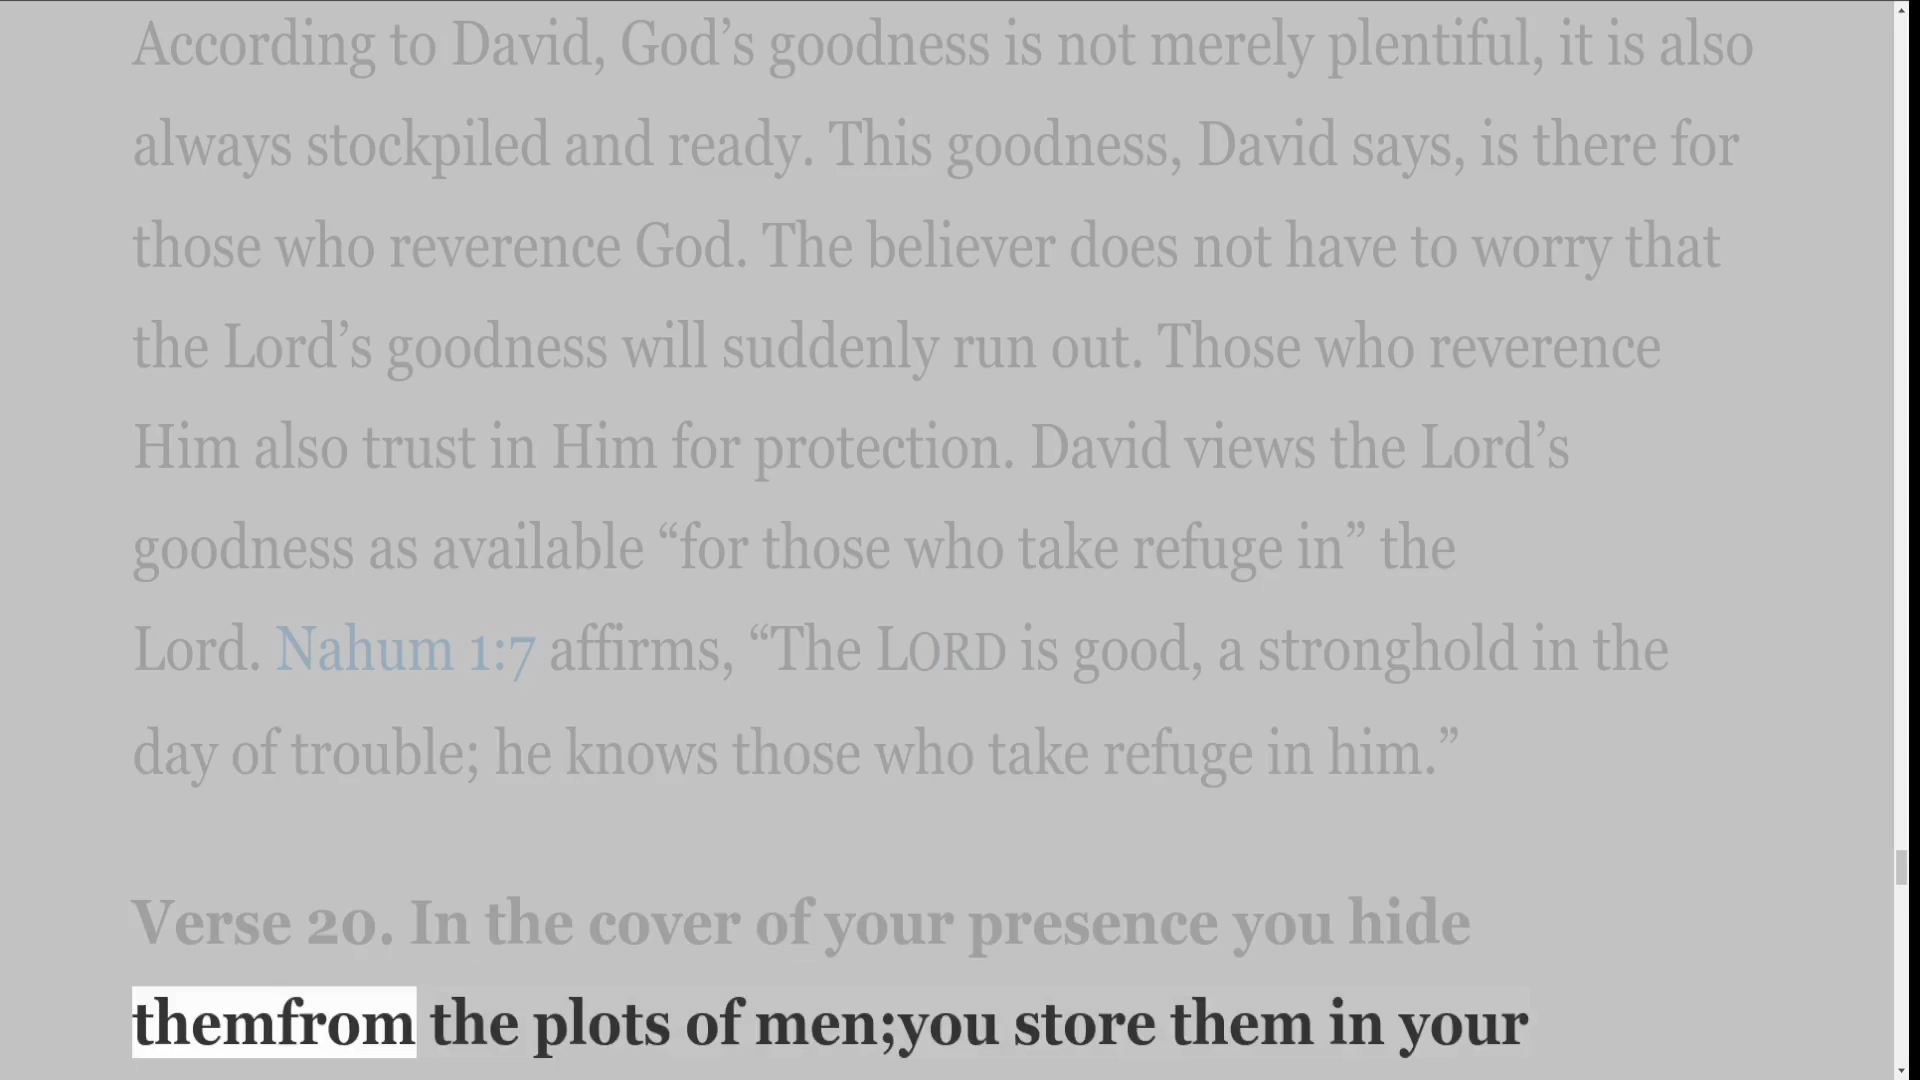 According to David, God’s goodness is not merely plentiful, it is also
always stockpiled and ready. This goodness, David says, is there for
those who reverence God. The believer does not have to worry that
the Lord’s goodness will suddenly run out. Those who reverence
Him also trust in Him for protection. David views the Lord’s
goodness as available “for those who take refuge in” the
Lord. Nahum 1:7 affirms, “The LORD is good, a stronghold in the
day of trouble; he knows those who take refuge in him.”
Verse 20. In the cover of your presence you hide
themfrom the plots of men;you store them in your